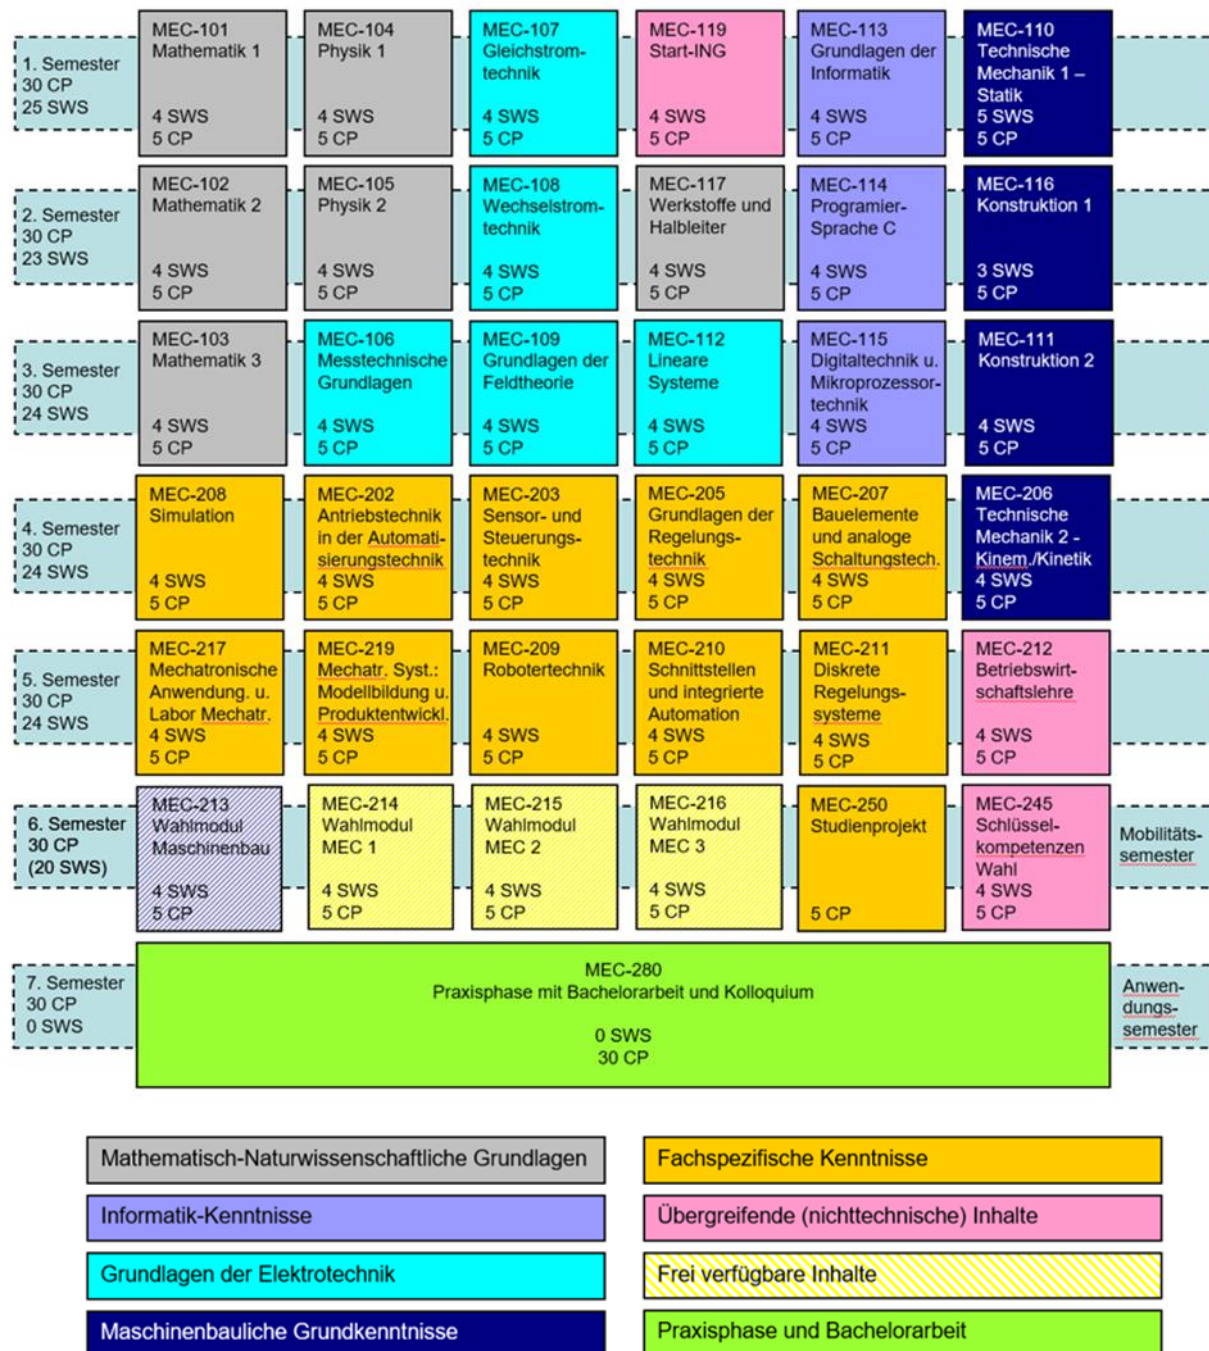 1. Semester
30 CP
25 SWS
MEC-101
Mathematik 1
4 SWS
5 CP
MEC-104
Physik 1
4 SWS
5 CP
MEC-107
Gleichstrom-
technik
4 SWS
5 CP
MEC-119
Start-ING
4 SWS
5 CP
MEC-113
Grundlagen der
Informatik
4 SWS
5 CP
MEC-110
Technische
Mechanik 1 –
Statik
5 SWS
5 CP
2. Semester
30 CP
23 SWS
MEC-102
Mathematik 2
4 SWS
5 CP
MEC-105
Physik 2
4 SWS
5 CP
MEC-108
Wechselstrom-
technik
4 SWS
5 CP
MEC-117
Werkstoffe und
Halbleiter
4 SWS
5 CP
MEC-114
Programier-
Sprache C
4 SWS
5 CP
MEC-116
Konstruktion 1
3 SWS
5 CP
3. Semester
30 CP
24 SWS
MEC-103
Mathematik 3
4 SWS
5 CP
MEC-106
Messtechnische
Grundlagen
4 SWS
5 CP
MEC-109
Grundlagen der
Feldtheorie
4 SWS
5 CP
MEC-112
Lineare
Systeme
4 SWS
5 CP
MEC-115
Digitaltechnik u.
Mikroprozessor-
technik
4 SWS
5 CP
MEC-111
Konstruktion 2
4 SWS
5 CP
4. Semester
30 CP
24 SWS
MEC-208
Simulation
4 SWS
5 CP
MEC-202
Antriebstechnik
in der Automati-
sierungstechnik
4 SWS
5 CP
MEC-203
Sensor- und
Steuerungs-
technik
4 SWS
5 CP
MEC-205
Grundlagen der
Regelungs-
technik
4 SWS
5 CP
MEC-207
Bauelemente
und analoge
Schaltungstech.
4 SWS
5 CP
MEC-206
Technische
Mechanik 2 -
Kinem./Kinetik
4 SWS
5 CP
5. Semester
30 CP
24 SWS
MEC-217
Mechatronische
Anwendung. u.
Labor Mechatr.
4 SWS
5 CP
MEC-219
Mechatr. Syst.:
Modellbildung u.
Produktentwickl.
4 SWS
5 CP
MEC-209
Robotertechnik
4 SWS
5 CP
MEC-210
Schnittstellen
und integrierte
Automation
4 SWS
5 CP
MEC-211
Diskrete
Regelungs-
systeme
4 SWS
5 CP
MEC-212
Betriebswirt-
schaftslehre
4 SWS
5 CP
6. Semester
30 CP
(20 SWS)
MEC-213
Wahlmodul
Maschinenbau
4 SWS
5 CP
MEC-214
Wahlmodul
MEC 1
4 SWS
5 CP
MEC-215
Wahlmodul
MEC 2
4 SWS
5 CP
MEC-216
Wahlmodul
MEC 3
4 SWS
5 CP
MEC-250
Studienprojekt
5 CP
MEC-245
Schlüssel-
kompetenzen
Wahl
4 SWS
5 CP
Mobilitäts-
semester
7. Semester
30 CP
0 SWS
MEC-280
Praxisphase mit Bachelorarbeit und Kolloquium
0 SWS
30 CP
Anwen-
dungs-
semester
Mathematisch-Naturwissenschaftliche Grundlagen
Fachspezifische Kenntnisse
Informatik-Kenntnisse
Übergreifende (nichttechnische) Inhalte
Grundlagen der Elektrotechnik
Frei verfügbare Inhalte
Maschinenbauliche Grundkenntnisse
Praxisphase und Bachelorarbeit